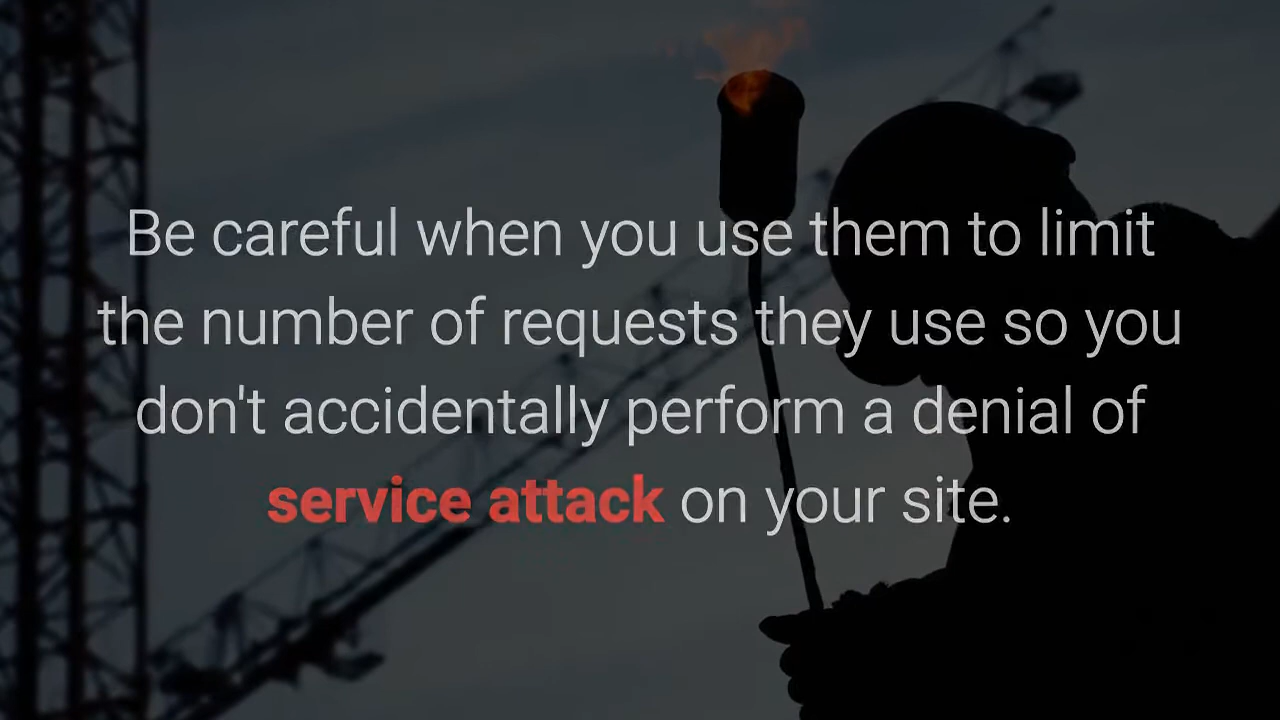 Be careful when you use them to limit
the number of requests they use so you
don't accidentally perform a denial of
service attack on your site.